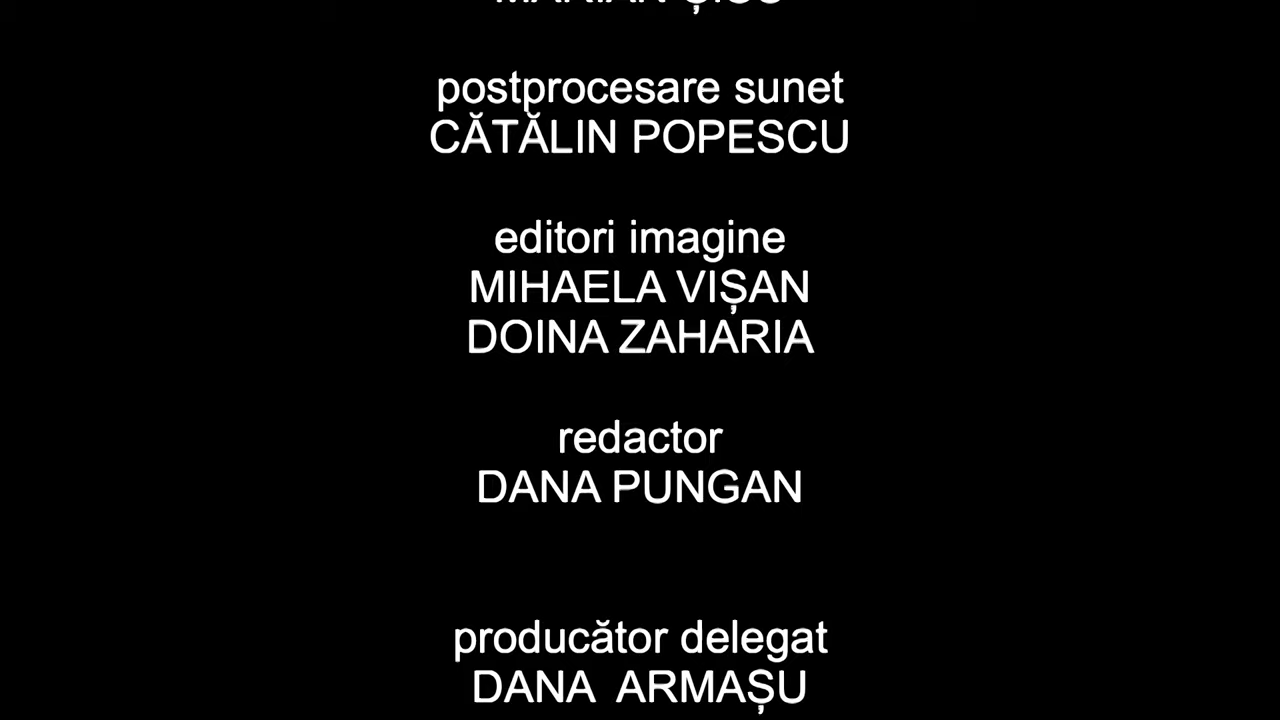 postprocesare sunet
CĂTĂLIN POPESCU
editori imagine
MIHAELA VIȘAN
DOINA ZAHARIA
redactor
DANA PUNGAN
producător delegat
DANA ARMAȘU